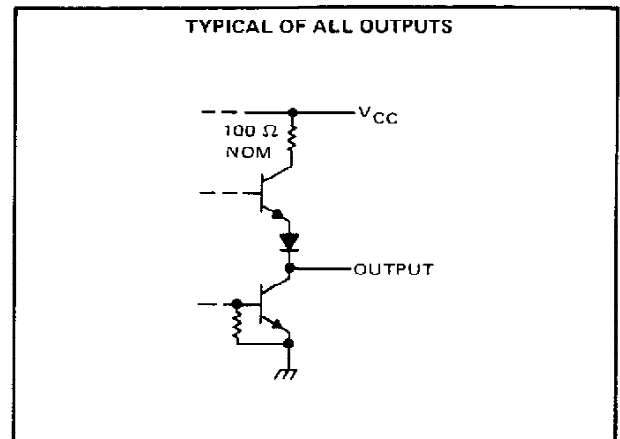 TYPICAL OF ALL OUTPUTS
VCC
100 Ω
NOM
OUTPUT